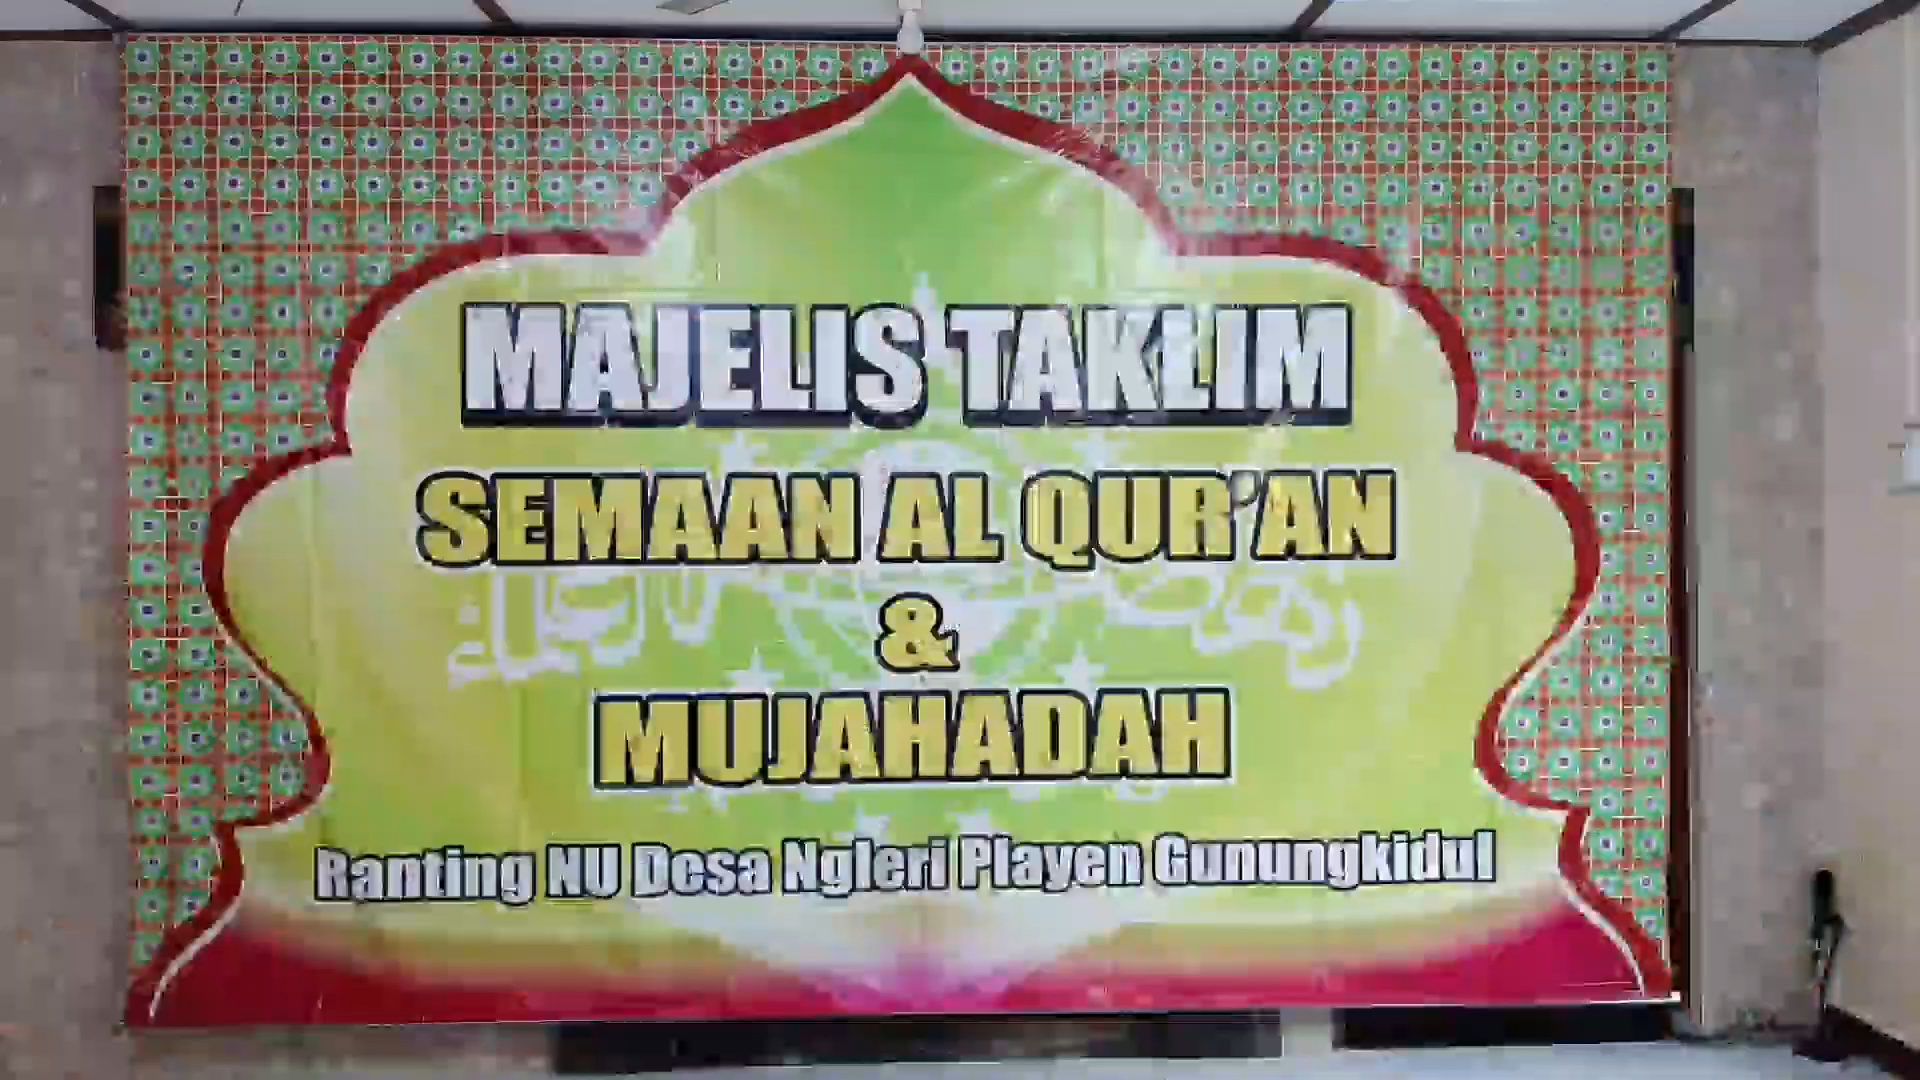 MAJELIS TAKLIM
SEMAAN AL QUR'AN
&
MUJAHADAH
Ranting NU Desa Ngleri Playen Gunungkidul